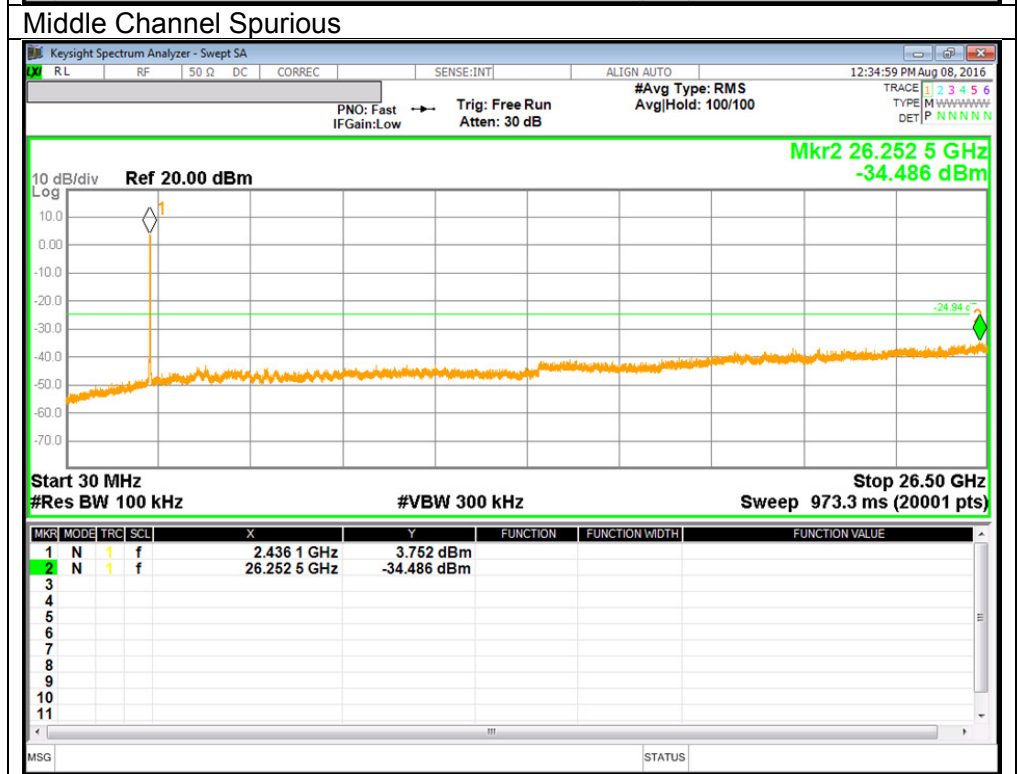 Middle Channel Spurious
Keysight Spectrum Analyzer - Swept SA
LXI RL RF 50 Ω DC CORREC SENSE:INT ALIGN AUTO 12:34:59 PM Aug 08, 2016
PNO: Fast Trig: Free Run #Avg Type: RMS TRACE 1 2 3 4 5 6
IFGain:Low Atten: 30 dB Avg|Hold: 100/100 TYPE M WWWWW
DET P N N N N N
Mkr2 26.252 5 GHz
-34.486 dBm
10 dB/div Ref 20.00 dBm
Log
1
10.0
0.00
-10.0
-20.0
-24.94
-30.0
-40.0
-50.0
-60.0
-70.0
Start 30 MHz Stop 26.50 GHz
#Res BW 100 kHz #VBW 300 kHz Sweep 973.3 ms (20001 pts)
MKR MODE TRC SCL X Y FUNCTION FUNCTION WIDTH FUNCTION VALUE
1 N 1 f 2.436 1 GHz 3.752 dBm
2 N 1 f 26.252 5 GHz -34.486 dBm
3
4
5
6
7
8
9
10
11
MSG STATUS